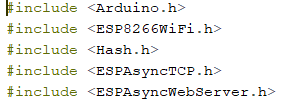 #include <Arduino.h>
#include <ESP8266WiFi.h>
#include <Hash.h>
#include <ESPAsyncTCP.h>
#include <ESPAsyncWebServer.h>